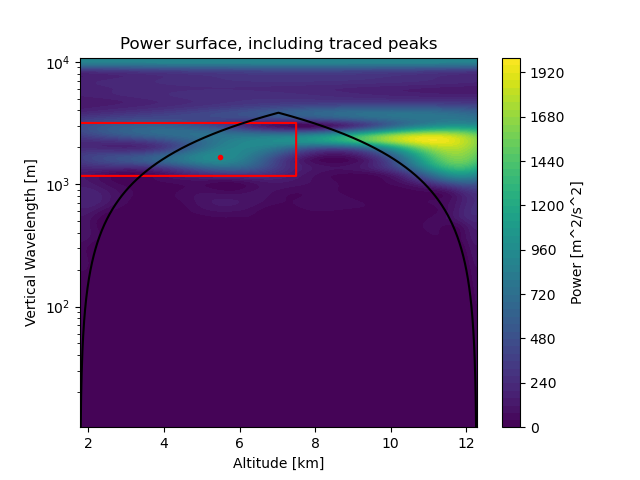 Power surface, including traced peaks
10^4
10^3
10^2
Vertical Wavelength [m]
2 4 6 8 10 12
Altitude [km]
1920
1680
1440
1200
960
720
480
240
0
Power [m^2/s^2]